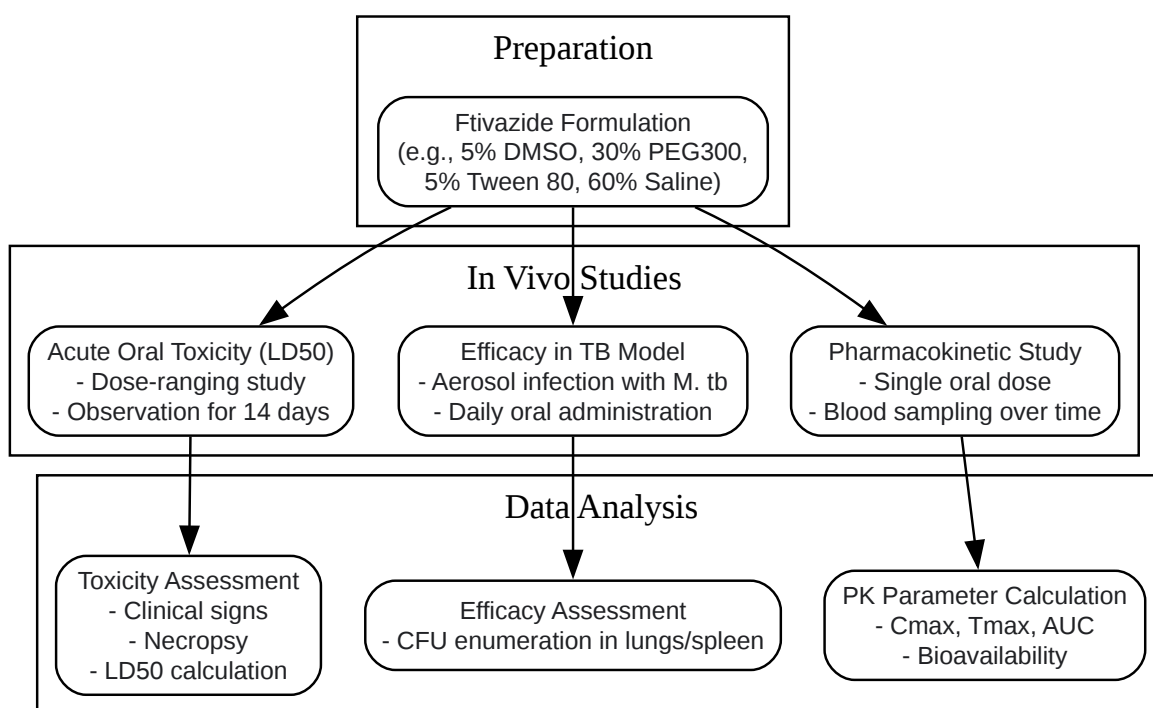 Preparation
Ftivazide Formulation
(e.g., 5% DMSO, 30% PEG300,
5% Tween 80, 60% Saline)
In Vivo Studies
Acute Oral Toxicity (LD50)
- Dose-ranging study
- Observation for 14 days
Efficacy in TB Model
- Aerosol infection with M. tb
- Daily oral administration
Pharmacokinetic Study
- Single oral dose
- Blood sampling over time
Data Analysis
Toxicity Assessment
- Clinical signs
- Necropsy
- LD50 calculation
Efficacy Assessment
- CFU enumeration in lungs/spleen
PK Parameter Calculation
- Cmax, Tmax, AUC
- Bioavailability